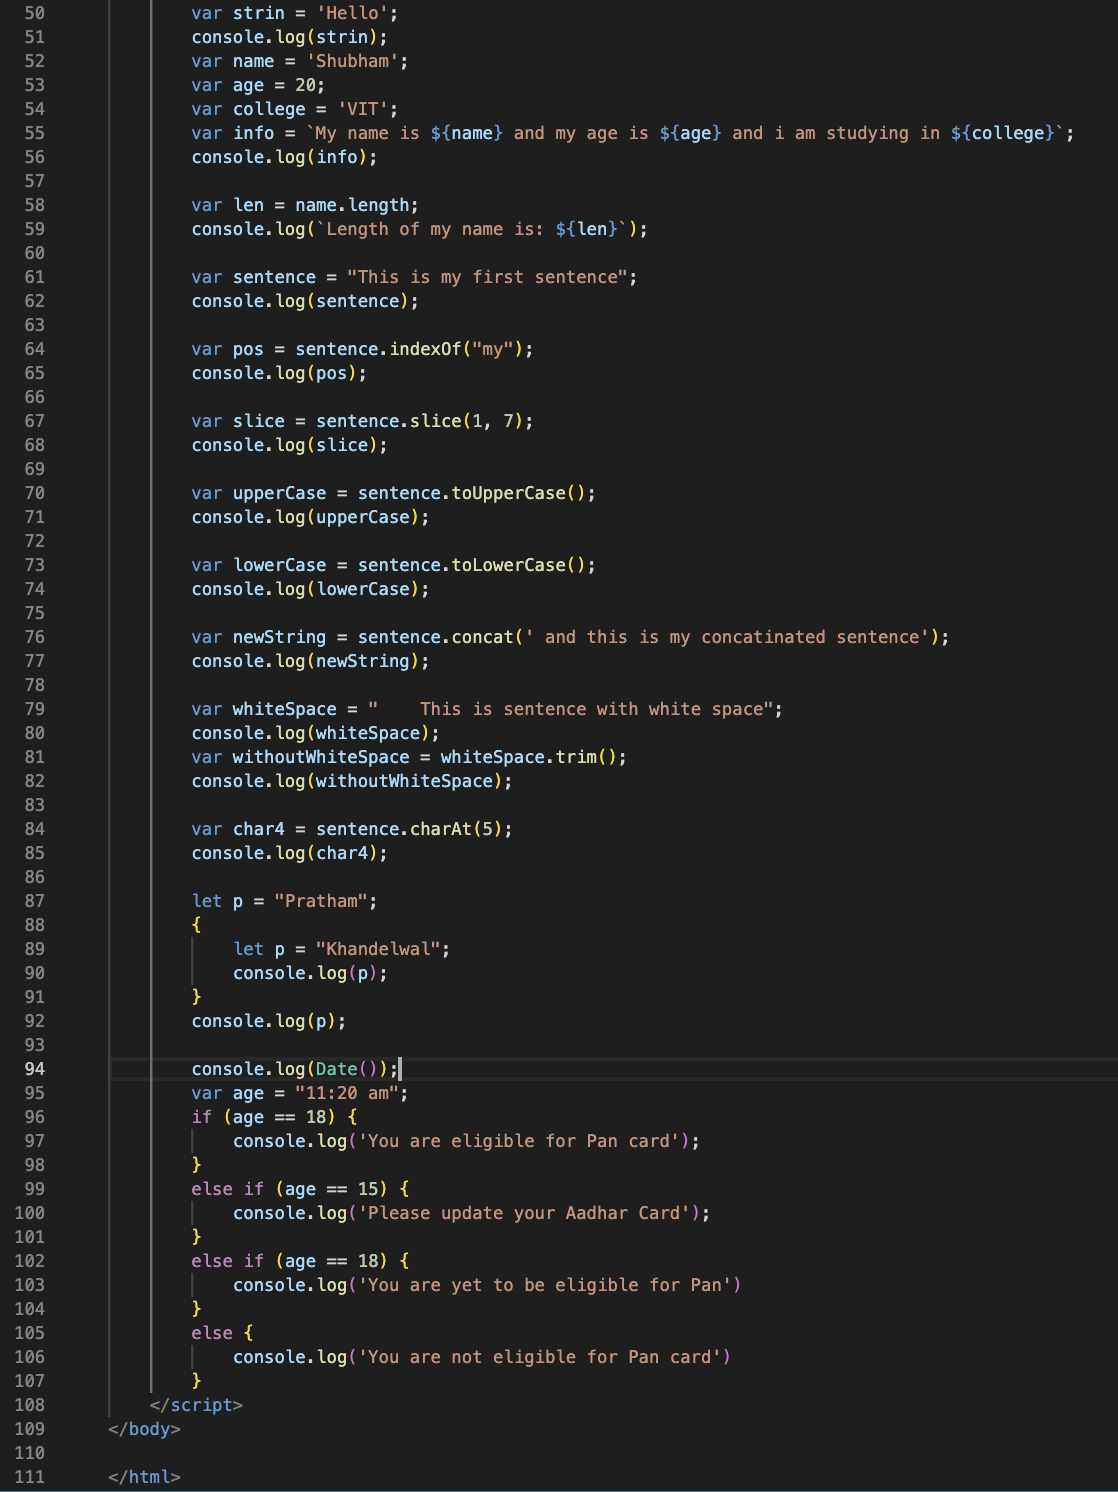 50 var strin = 'Hello';
51 console.log(strin);
52 var name = 'Shubham';
53 var age = 20;
54 var college = 'VIT';
55 var info = `My name is ${name} and my age is ${age} and i am studying in ${college}`;
56 console.log(info);
57
58 var len = name.length;
59 console.log(`Length of my name is: ${len}`);
60
61 var sentence = "This is my first sentence";
62 console.log(sentence);
63
64 var pos = sentence.indexOf("my");
65 console.log(pos);
66
67 var slice = sentence.slice(1, 7);
68 console.log(slice);
69
70 var upperCase = sentence.toUpperCase();
71 console.log(upperCase);
72
73 var lowerCase = sentence.toLowerCase();
74 console.log(lowerCase);
75
76 var newString = sentence.concat(' and this is my concatinated sentence');
77 console.log(newString);
78
79 var whiteSpace = "    This is sentence with white space";
80 console.log(whiteSpace);
81 var withoutWhiteSpace = whiteSpace.trim();
82 console.log(withoutWhiteSpace);
83
84 var char4 = sentence.charAt(5);
85 console.log(char4);
86
87 let p = "Pratham";
88 {
89     let p = "Khandelwal";
90     console.log(p);
91 }
92 console.log(p);
93
94 console.log(Date());
95 var age = "11:20 am";
96 if (age == 18) {
97     console.log('You are eligible for Pan card');
98 }
99 else if (age == 15) {
100     console.log('Please update your Aadhar Card');
101 }
102 else if (age == 18) {
103     console.log('You are yet to be eligible for Pan')
104 }
105 else {
106     console.log('You are not eligible for Pan card')
107 }
108 </script>
109 </body>
110
111 </html>